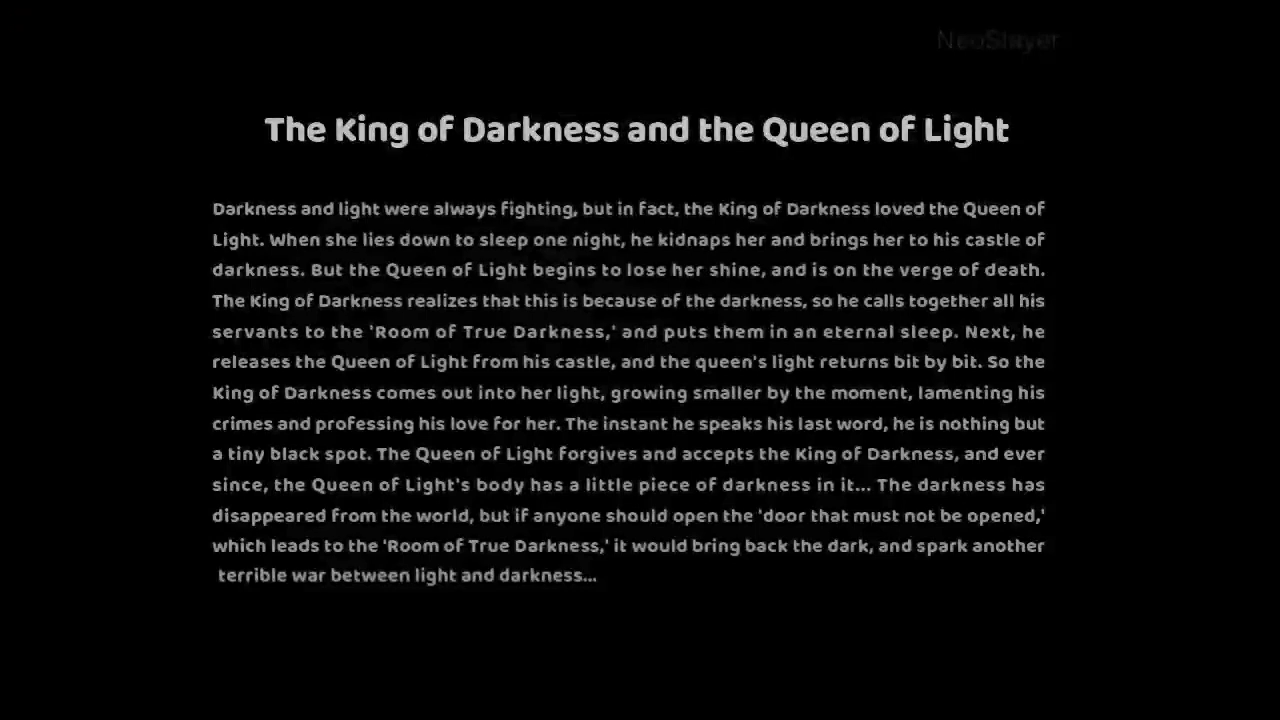 NeoSlayer
The King of Darkness and the Queen of Light
Darkness and light were always fighting, but in fact, the King of Darkness loved the Queen of
Light. When she lies down to sleep one night, he kidnaps her and brings her to his castle of
darkness. But the Queen of Light begins to lose her shine, and is on the verge of death.
The King of Darkness realizes that this is because of the darkness, so he calls together all his
servants to the 'Room of True Darkness,' and puts them in an eternal sleep. Next, he
releases the Queen of Light from his castle, and the queen's light returns bit by bit. So the
King of Darkness comes out into her light, growing smaller by the moment, lamenting his
crimes and professing his love for her. The instant he speaks his last word, he is nothing but
a tiny black spot. The Queen of Light forgives and accepts the King of Darkness, and ever
since, the Queen of Light's body has a little piece of darkness in it... The darkness has
disappeared from the world, but if anyone should open the 'door that must not be opened,'
which leads to the 'Room of True Darkness,' it would bring back the dark, and spark another
terrible war between light and darkness...